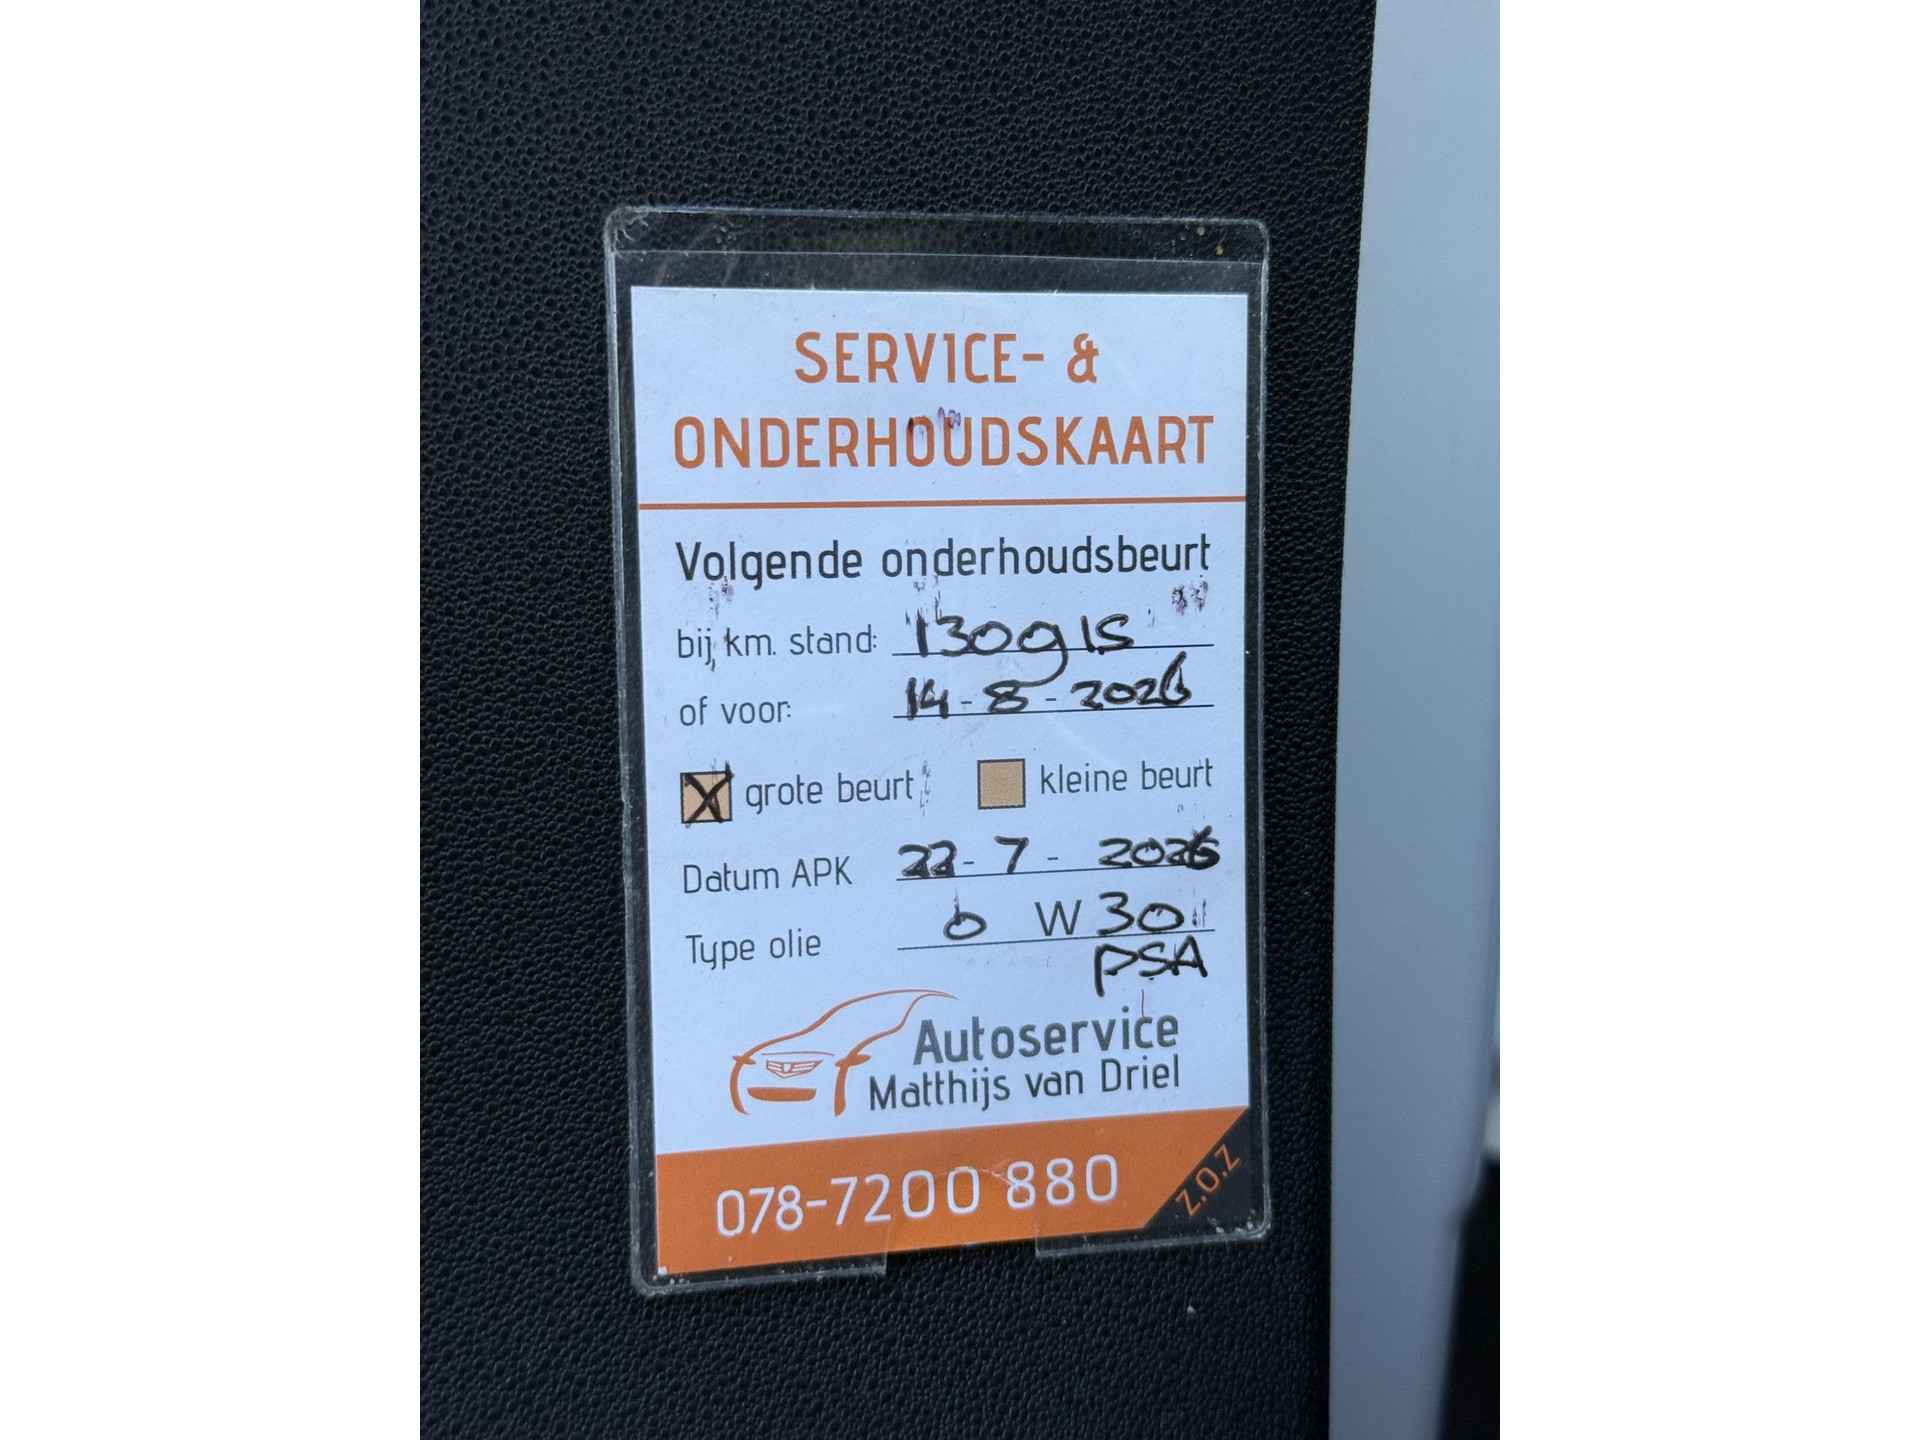 SERVICE- &
ONDERHOUDSKAART
Volgende onderhoudsbeurt
bij km. stand: 130915
of voor: 14-8-2026
X grote beurt kleine beurt
Datum APK 22-7-2026
Type olie 0 W 30
PSA
Autoservice
Matthijs van Driel
078-7200 880
Z.O.Z